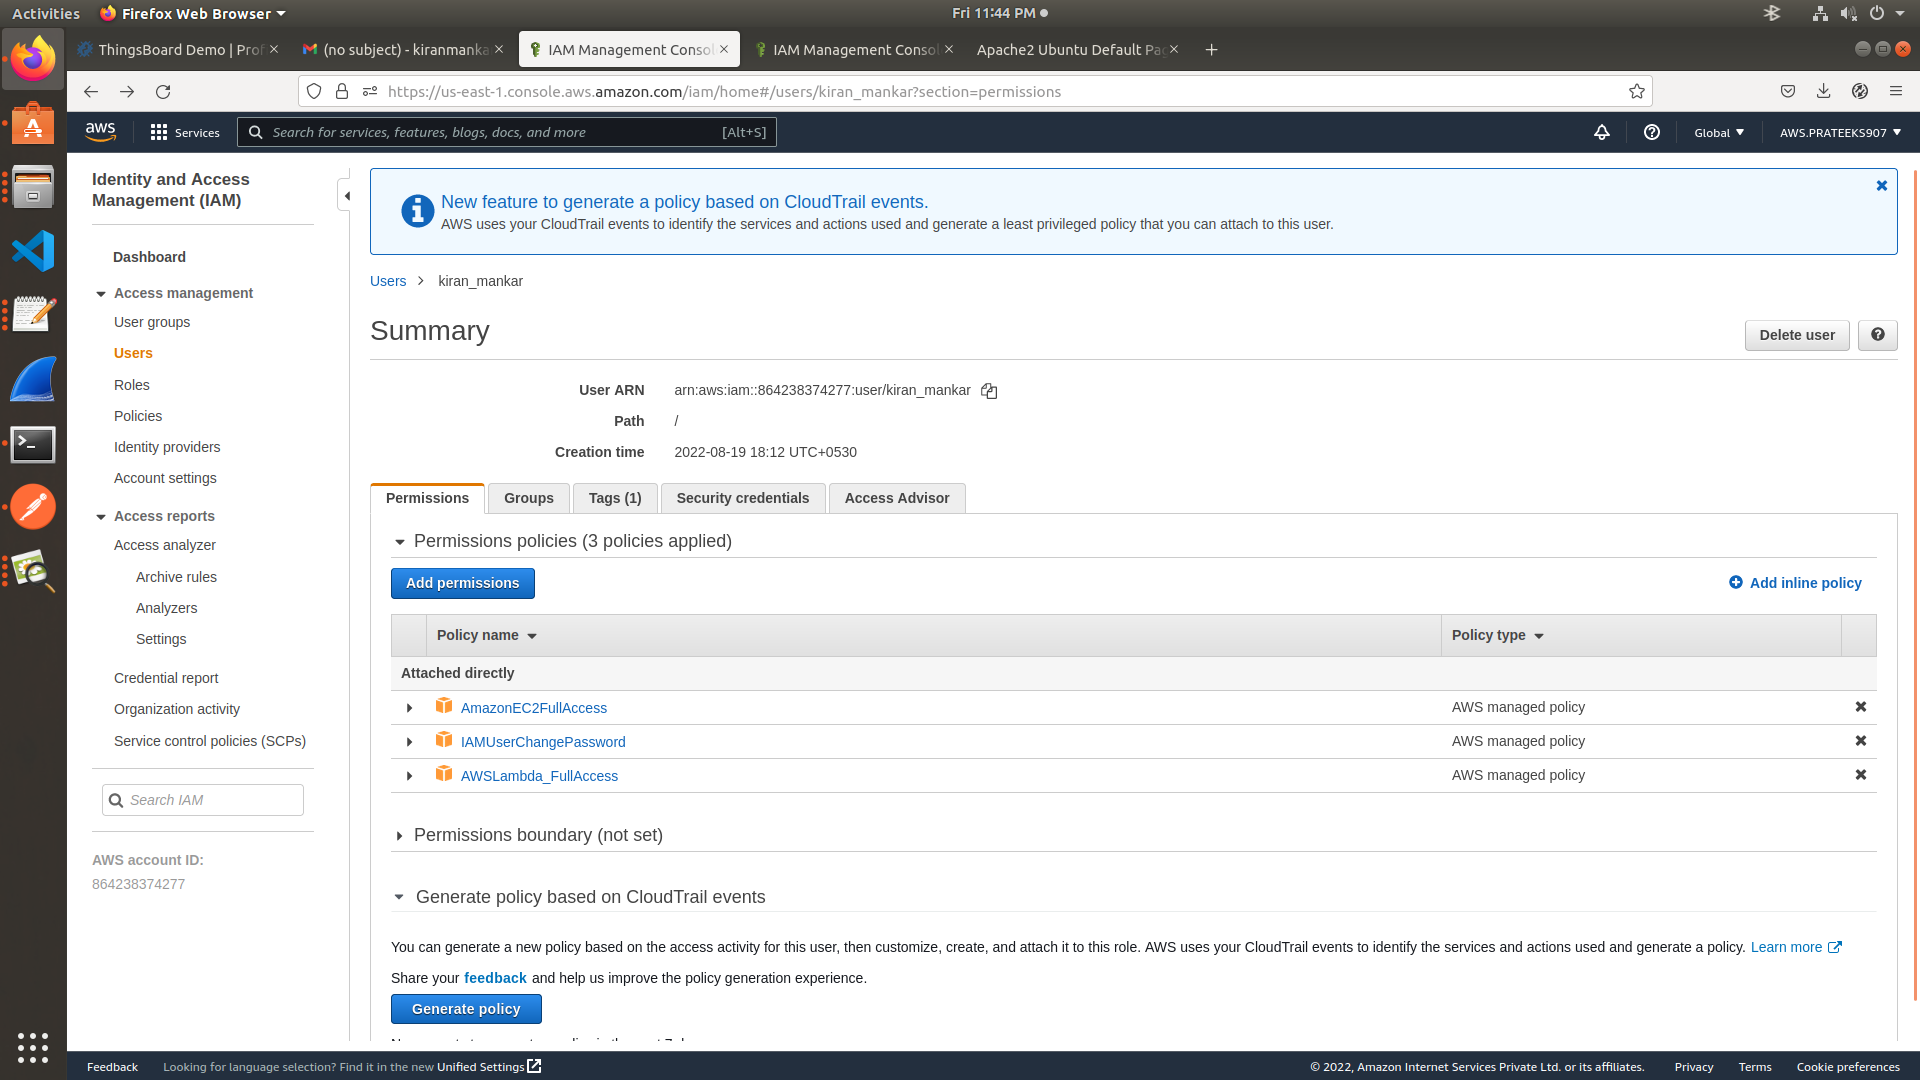 Activities
Firefox Web Browser
Fri 11:44 PM
ThingsBoard Demo | Prof
(no subject) - kiranmanka
IAM Management Consol
IAM Management Consol
Apache2 Ubuntu Default Pa
https://us-east-1.console.aws.amazon.com/iam/home#/users/kiran_mankar?section=permissions
aws
Services
Search for services, features, blogs, docs, and more
[Alt+S]
Global
AWS.PRATEEKS907
Identity and Access
Management (IAM)
Dashboard
Access management
User groups
Users
Roles
Policies
Identity providers
Account settings
Access reports
Access analyzer
Archive rules
Analyzers
Settings
Credential report
Organization activity
Service control policies (SCPs)
Search IAM
AWS account ID:
864238374277
New feature to generate a policy based on CloudTrail events.
AWS uses your CloudTrail events to identify the services and actions used and generate a least privileged policy that you can attach to this user.
Users > kiran_mankar
Summary
Delete user
User ARN arn:aws:iam::864238374277:user/kiran_mankar
Path /
Creation time 2022-08-19 18:12 UTC+0530
Permissions
Groups
Tags (1)
Security credentials
Access Advisor
Permissions policies (3 policies applied)
Add permissions
Add inline policy
Policy name
Policy type
Attached directly
AmazonEC2FullAccess AWS managed policy
IAMUserChangePassword AWS managed policy
AWSLambda_FullAccess AWS managed policy
Permissions boundary (not set)
Generate policy based on CloudTrail events
You can generate a new policy based on the access activity for this user, then customize, create, and attach it to this role. AWS uses your CloudTrail events to identify the services and actions used and generate a policy. Learn more
Share your feedback and help us improve the policy generation experience.
Generate policy
Feedback
Looking for language selection? Find it in the new Unified Settings
© 2022, Amazon Internet Services Private Ltd. or its affiliates.
Privacy
Terms
Cookie preferences